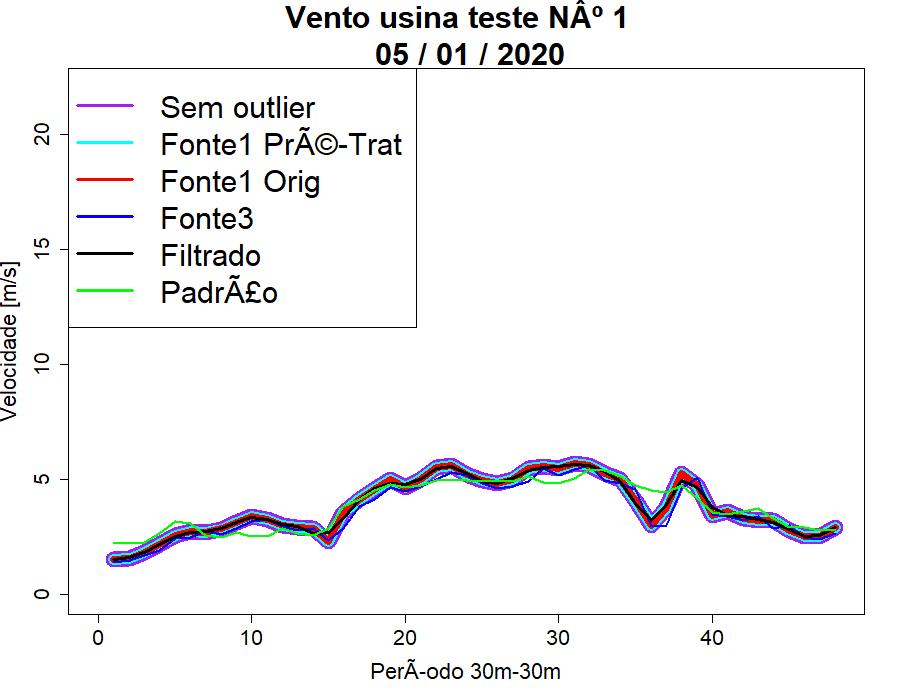 Vento usina teste NÂº 1
05 / 01 / 2020
Sem outlier
Fonte1 PrÃ©-Trat
Fonte1 Orig
Fonte3
Filtrado
PadrÃ£o
Velocidade [m/s]
20
15
10
5
0
0 10 20 30 40
PerÃ-odo 30m-30m